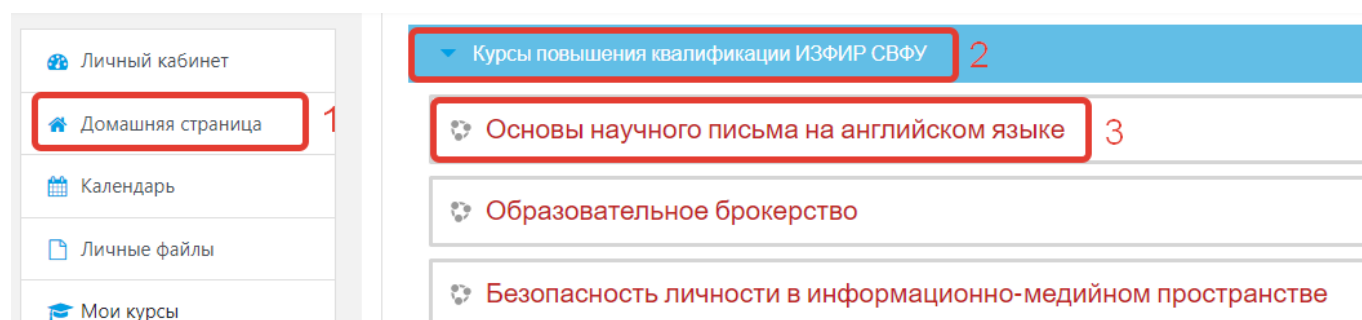 Личный кабинет
Домашняя страница 1
Календарь
Личные файлы
Мои курсы
Курсы повышения квалификации ИЗФИР СВФУ 2
Основы научного письма на английском языке 3
Образовательное брокерство
Безопасность личности в информационно-медийном пространстве